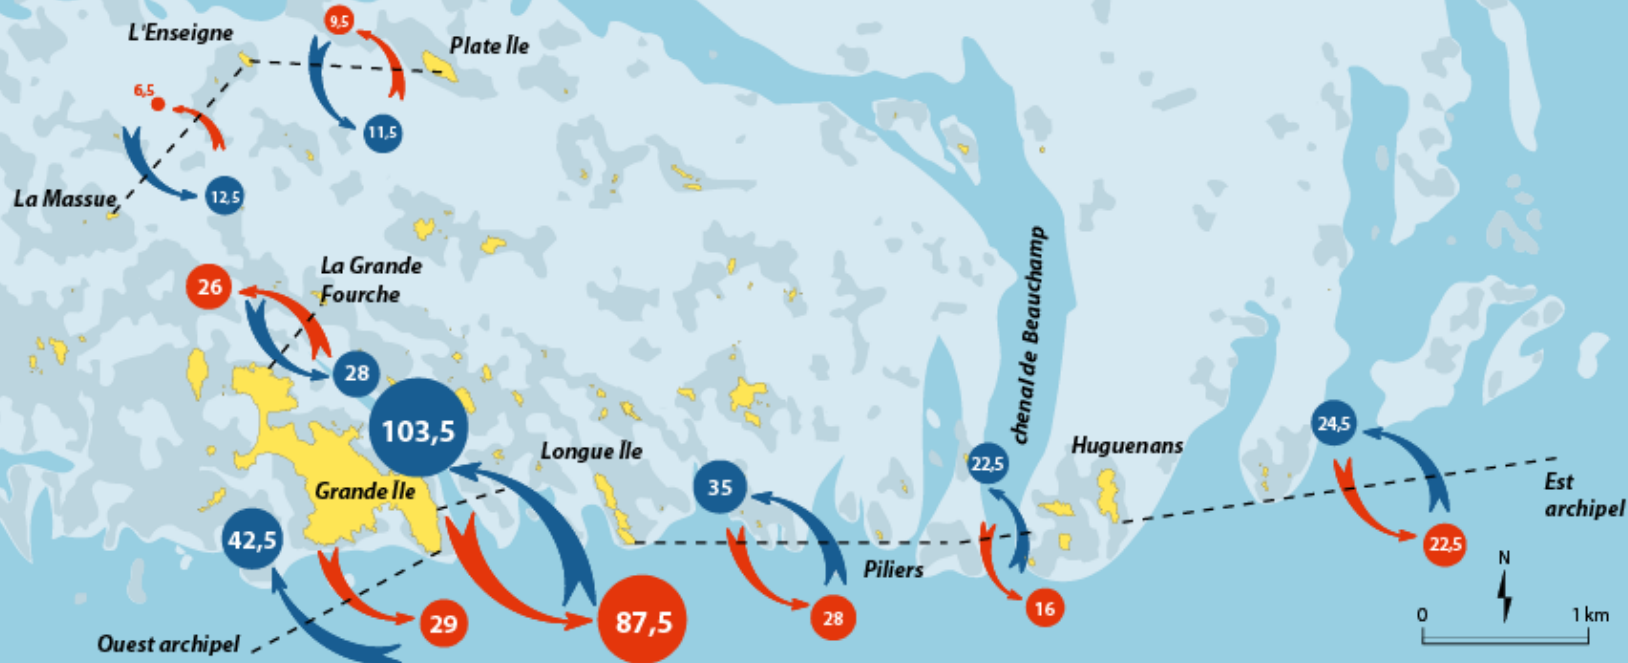 9,5
L'Enseigne
Plate Île
6,5
11,5
La Massue
12,5
La Grande
Fourche
26
28
chenal de Beauchamp
103,5
Longue Île
Huguenans
24,5
22,5
Grande Île
35
Est
archipel
42,5
22,5
N
Piliers
16
28
29
87,5
0
1 km
Ouest archipel